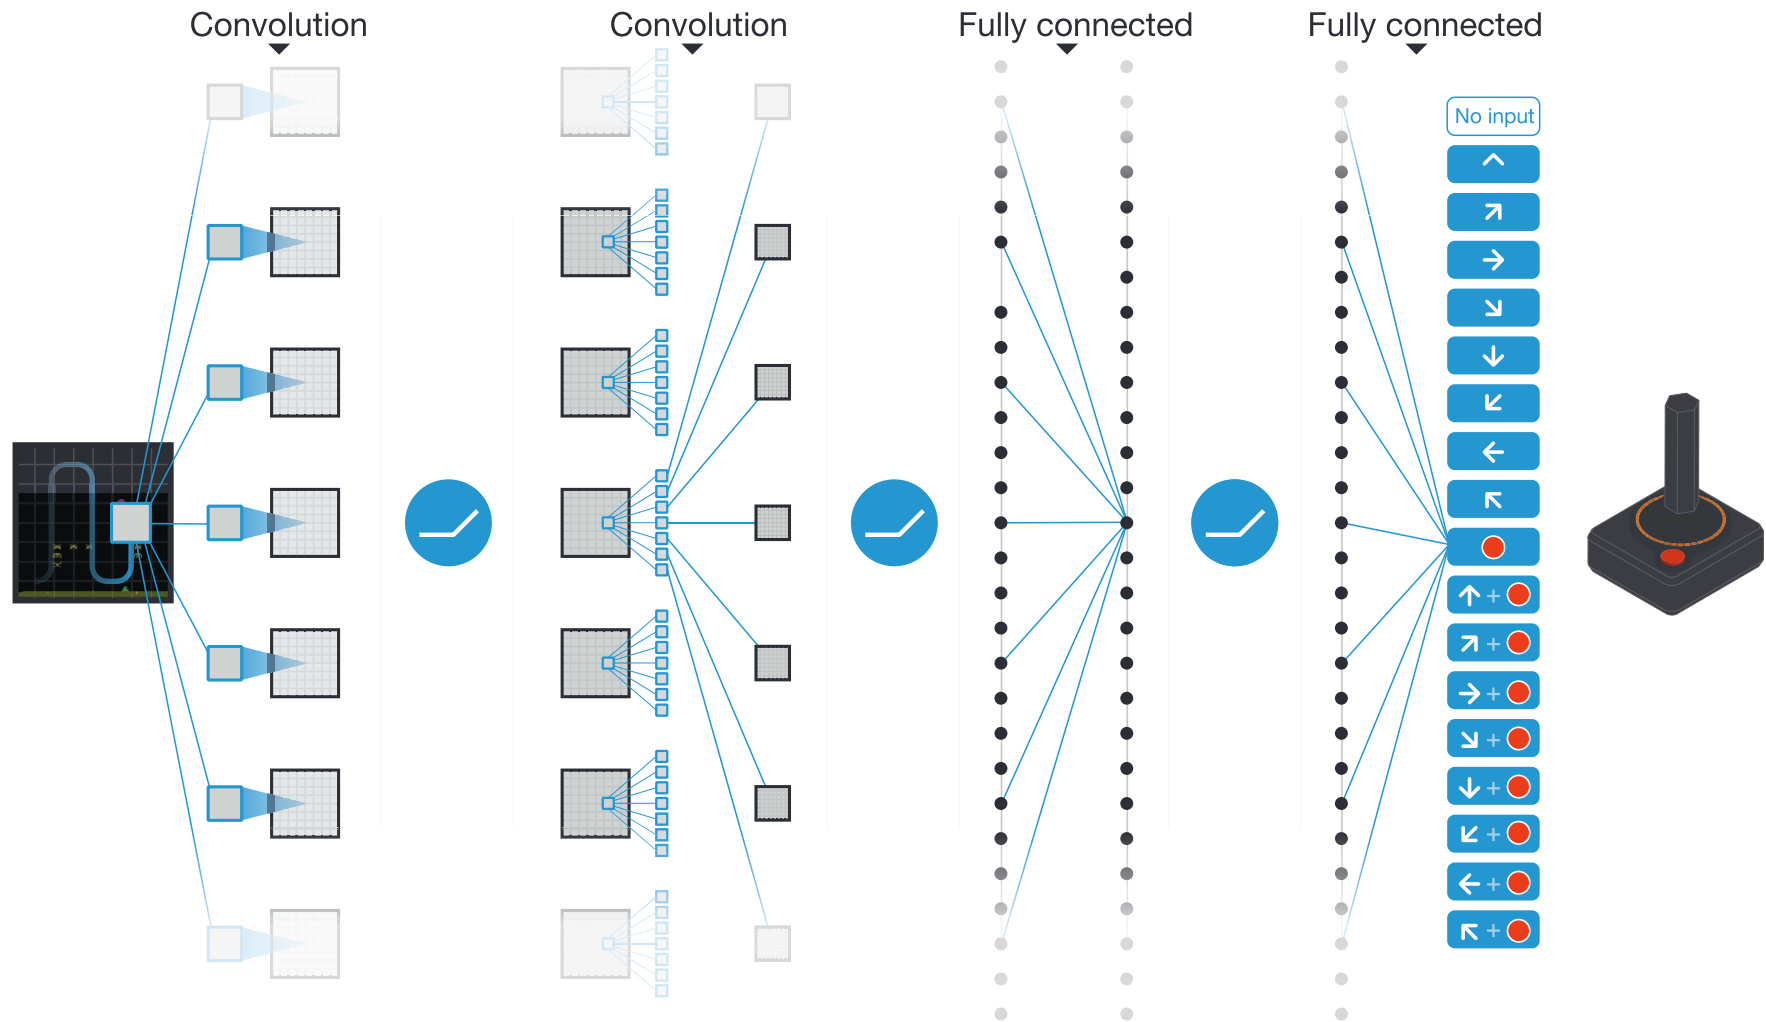 Convolution
Convolution
Fully connected
Fully connected
No input
+
+
+
+
+
+
+
+